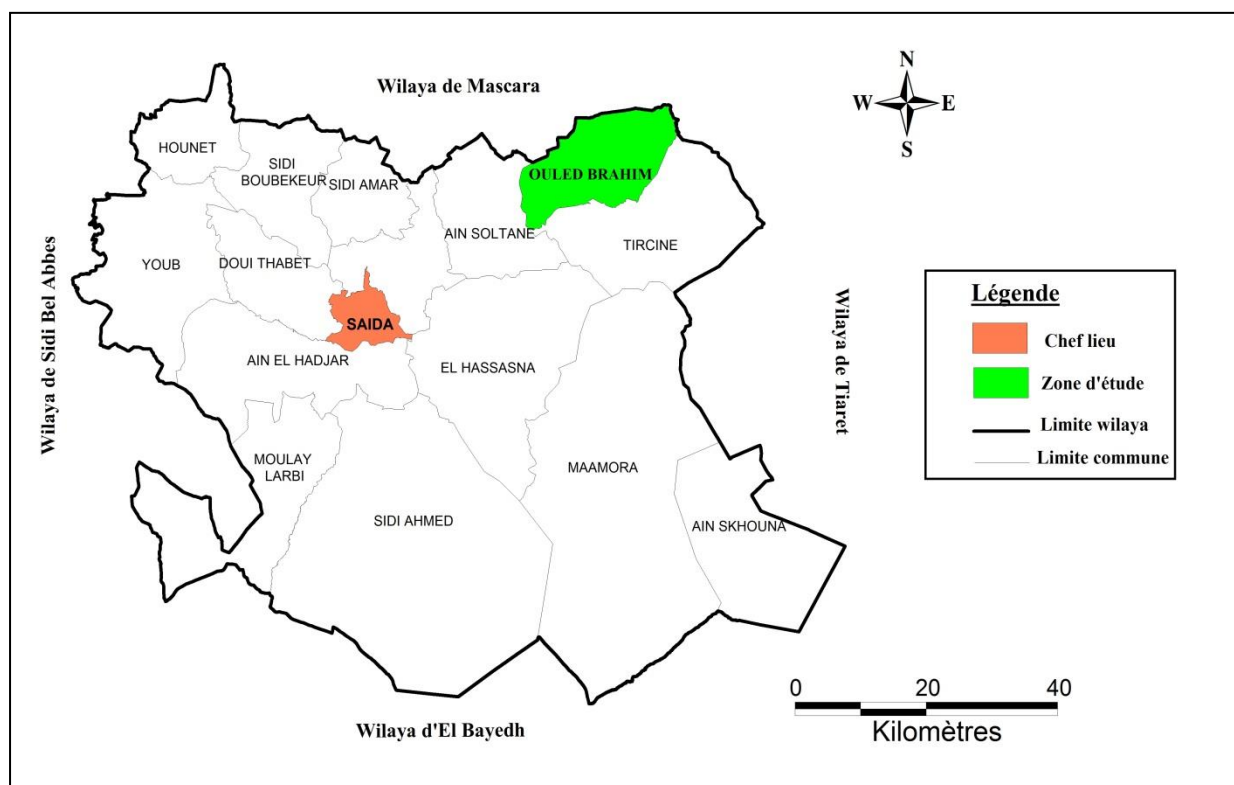 Wilaya de Mascara
N
W
E
S
HOUNET
SIDI
BOUBEKEUR
SIDI AMAR
OULED BRAHIM
AIN SOLTANE
TIRCINE
YOUB
DOUI THABET
SAIDA
AIN EL HADJAR
EL HASSASNA
MOULAY
LARBI
SIDI AHMED
MAAMORA
AIN SKHOUNA
Wilaya de Sidi Bel Abbes
Wilaya de Tiaret
Wilaya d'El Bayedh
Légende
Chef lieu
Zone d'étude
Limite wilaya
Limite commune
0 20 40
Kilomètres